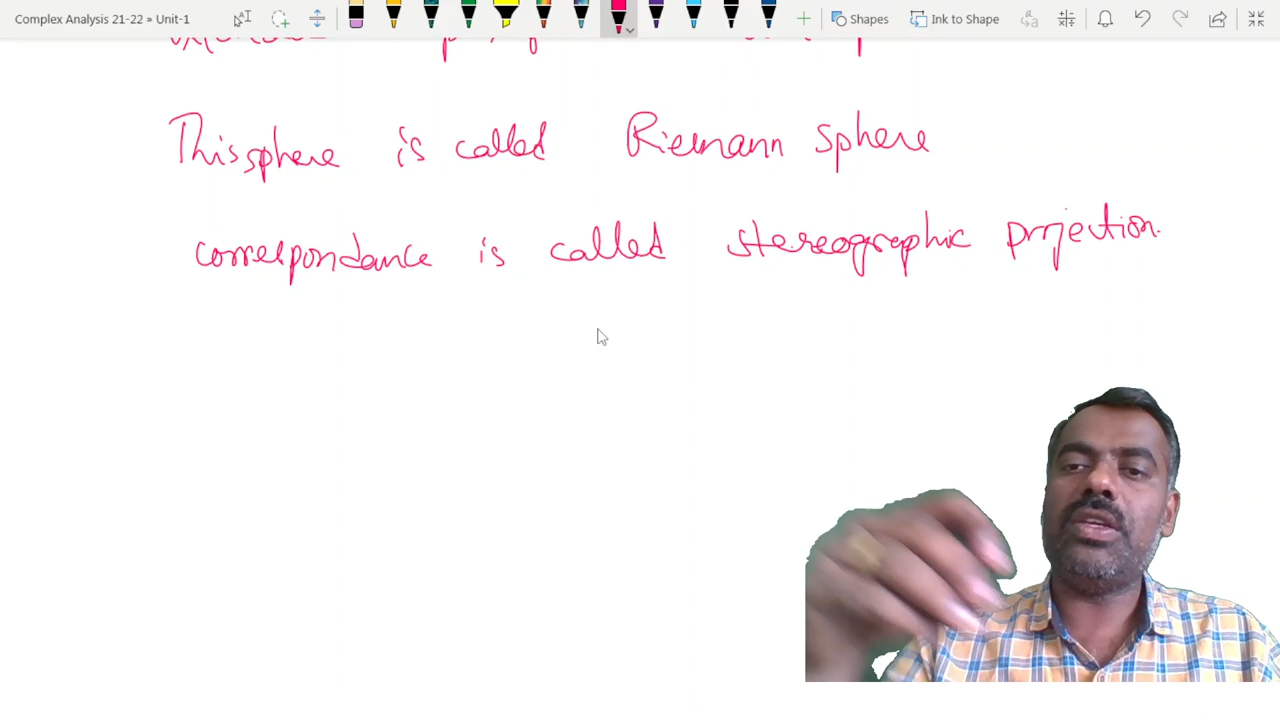 Complex Analysis 21-22 » Unit-1
Shapes
Ink to Shape
This sphere is called Riemann sphere
correspondance is called stereographic projection.